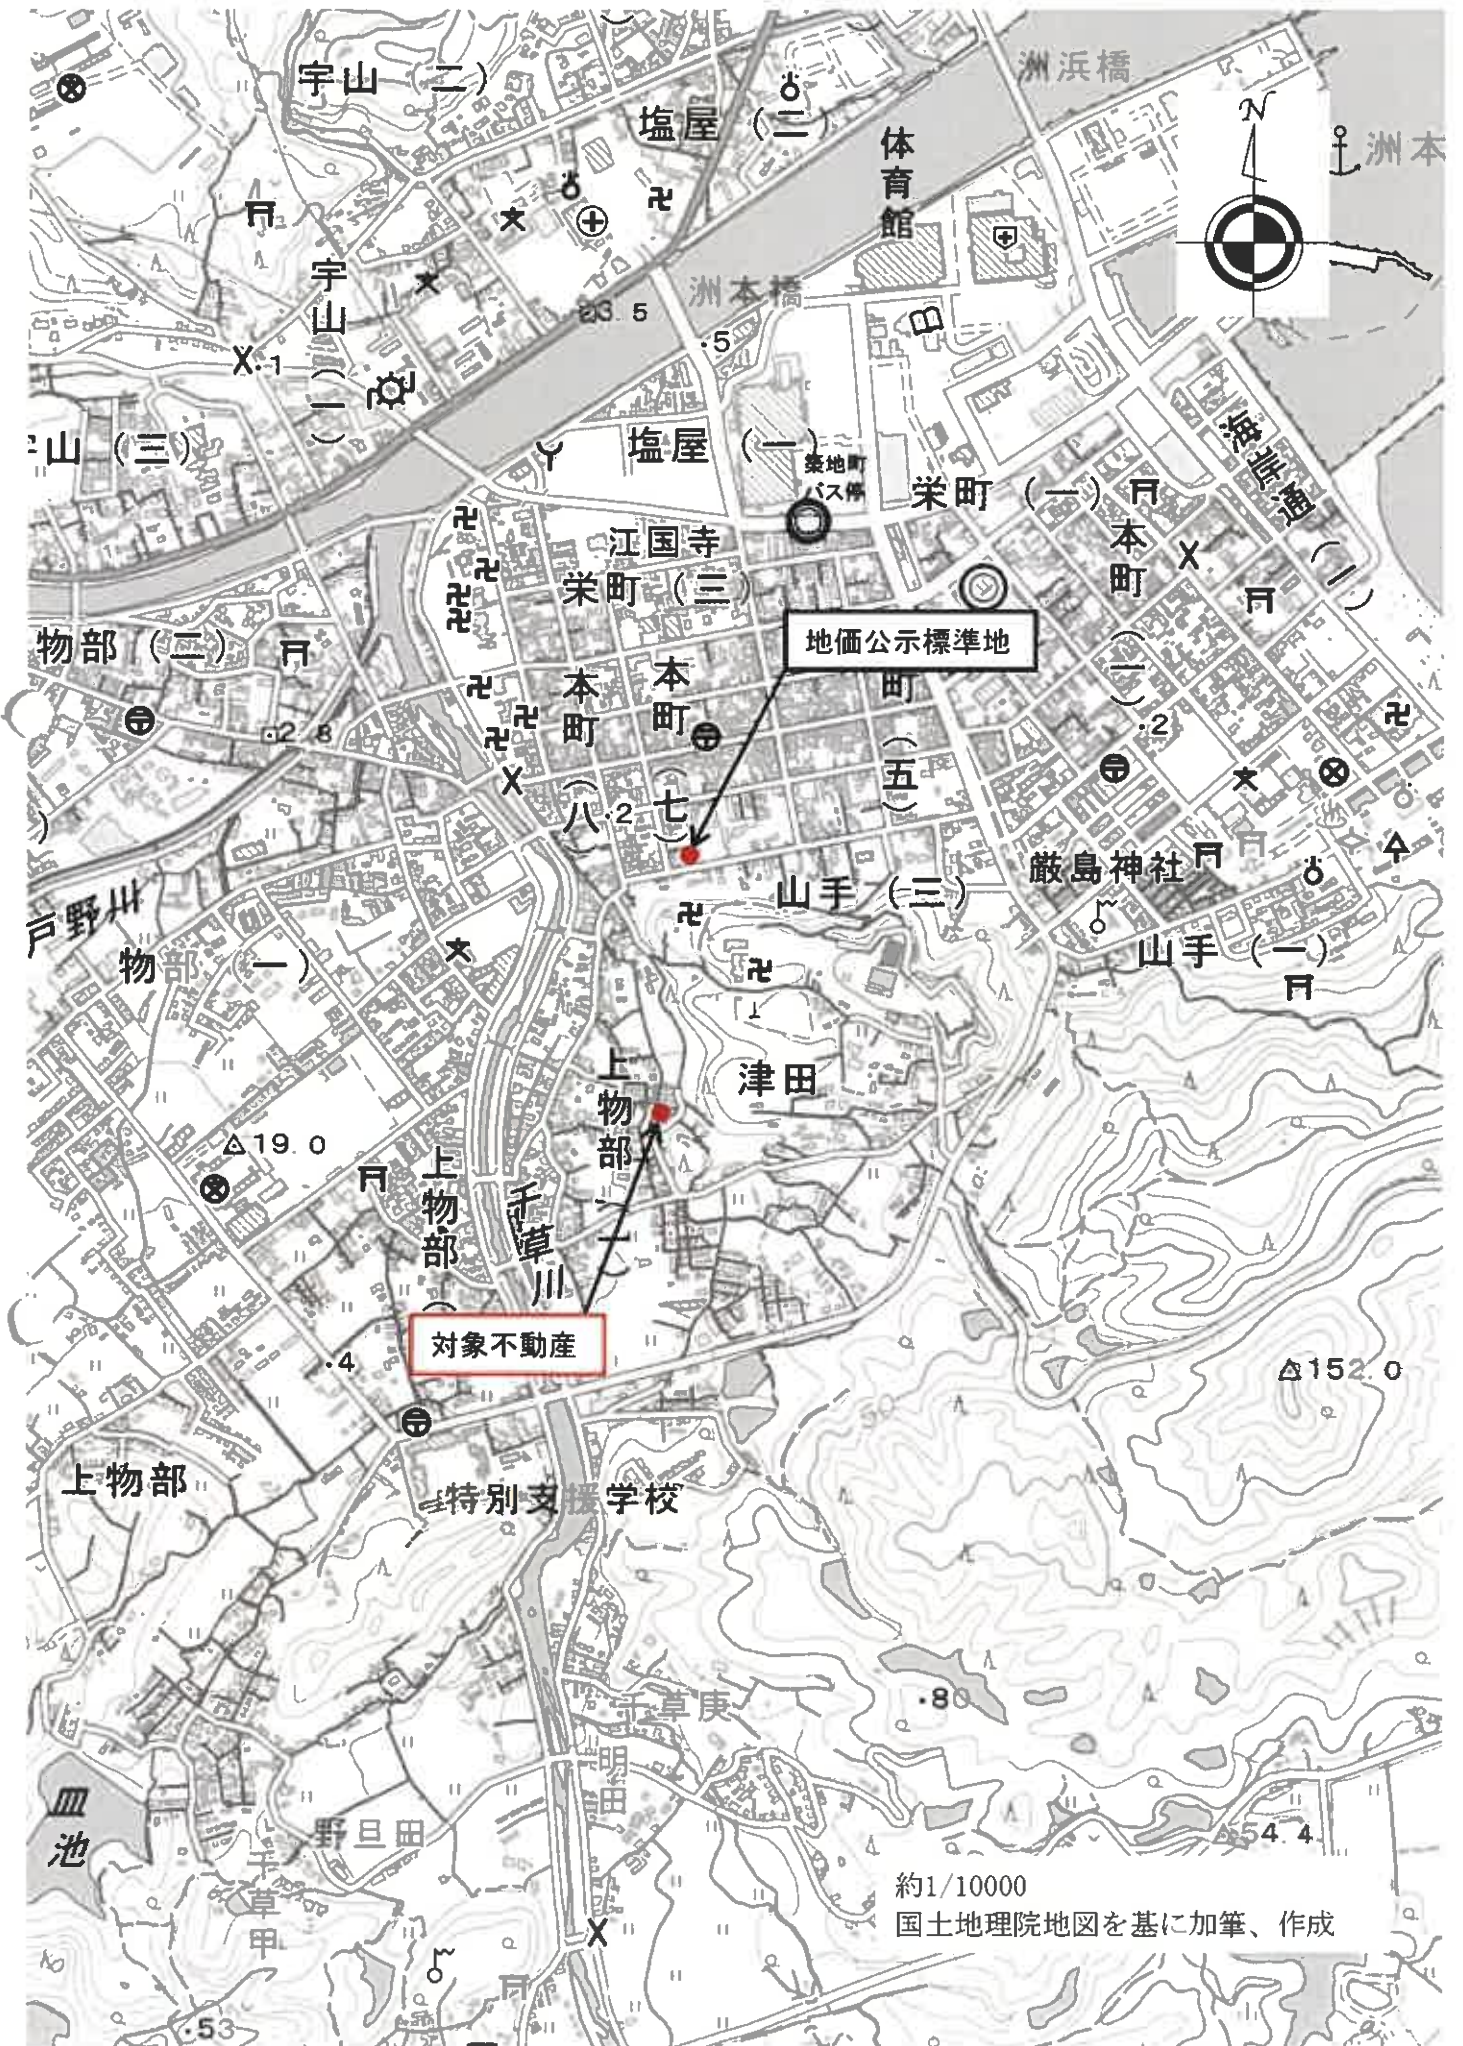 宇山（二）
塩屋（二）
洲浜橋
N
体育館
洲本
宇山（一）
洲本橋
3.5
・5
・1
山（三）
塩屋（一）
築地町
バス停
栄町（一）
海岸通（一）
江国寺
栄町（三）
本町（一）
地価公示標準地
物部（二）
本町（八）
本町（七）
町（五）
・2
2.8
・2
厳島神社
山手（三）
山手（一）
戸野川
物部（一）
津田
上物部（一）
19.0
上物部（
千草川
対象不動産
・4
152.0
上物部
特別支援学校
千草庚
・80
明田
皿池
野旦田
千草甲
54.4
約1/10000
国土地理院地図を基に加筆、作成
・53